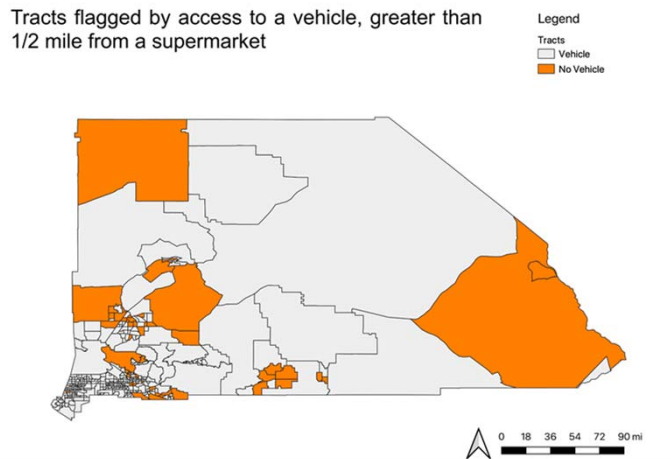 Tracts flagged by access to a vehicle, greater than
1/2 mile from a supermarket
Legend
Tracts
Vehicle
No Vehicle
0 18 36 54 72 90 mi